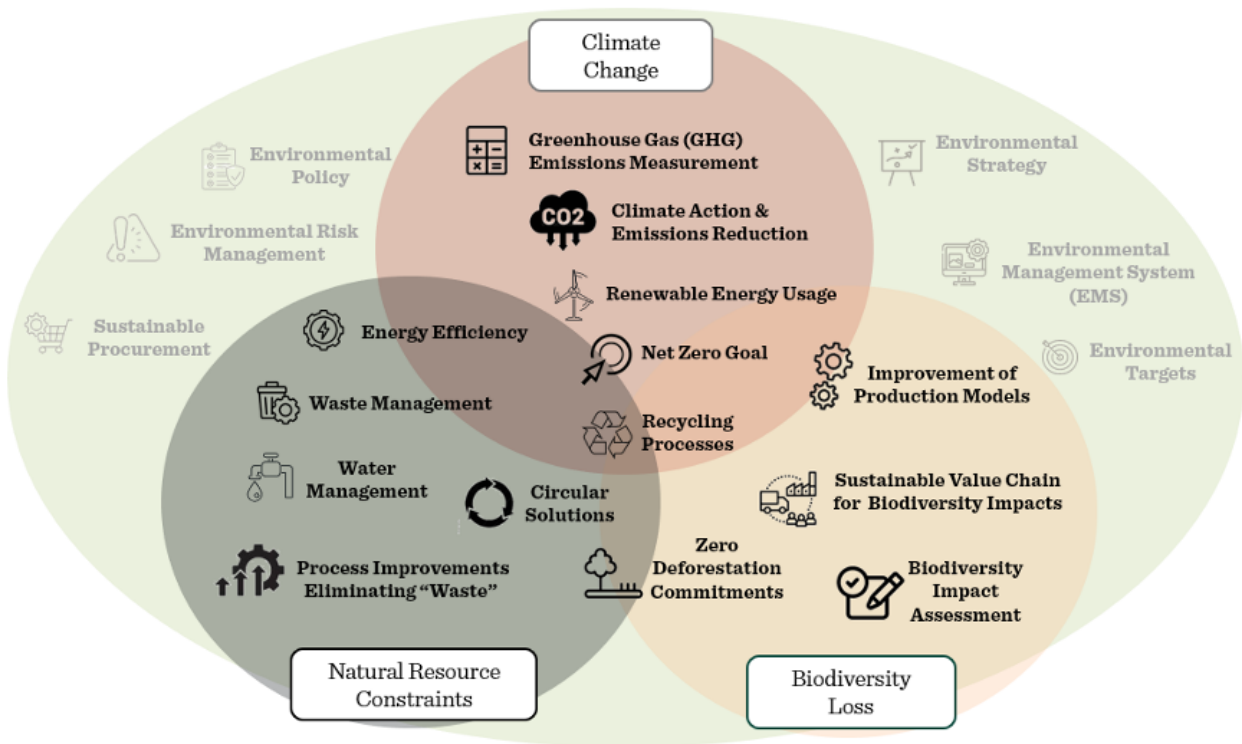 Climate
Change
Greenhouse Gas (GHG)
Emissions Measurement
Environmental
Policy
Environmental
Strategy
CO2
Climate Action &
Emissions Reduction
Environmental Risk
Management
Environmental
Management System
(EMS)
Renewable Energy Usage
Sustainable
Procurement
Energy Efficiency
Net Zero Goal
Environmental
Targets
Improvement of
Production Models
Waste Management
Recycling
Processes
Water
Management
Circular
Solutions
Sustainable Value Chain
for Biodiversity Impacts
Process Improvements
Eliminating “Waste”
Zero
Deforestation
Commitments
Biodiversity
Impact
Assessment
Natural Resource
Constraints
Biodiversity
Loss